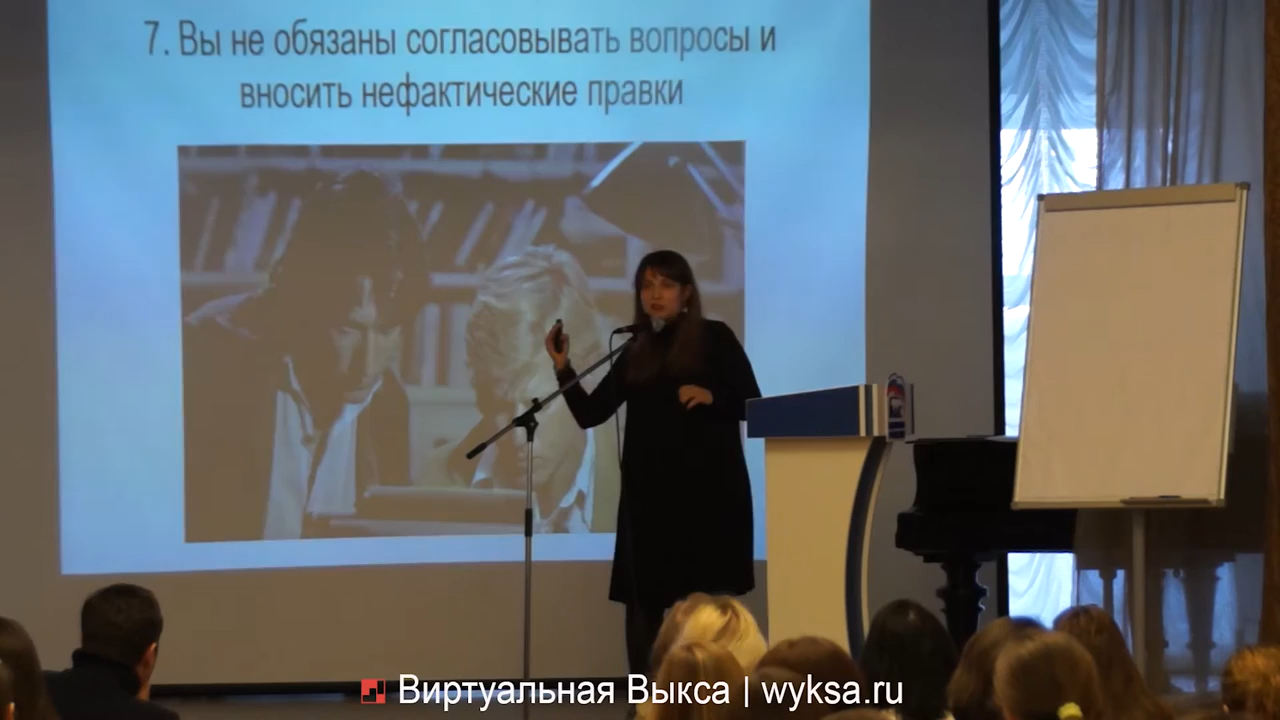 7. Вы не обязаны согласовывать вопросы и
вносить нефактические правки
Виртуальная Выкса | wyksa.ru